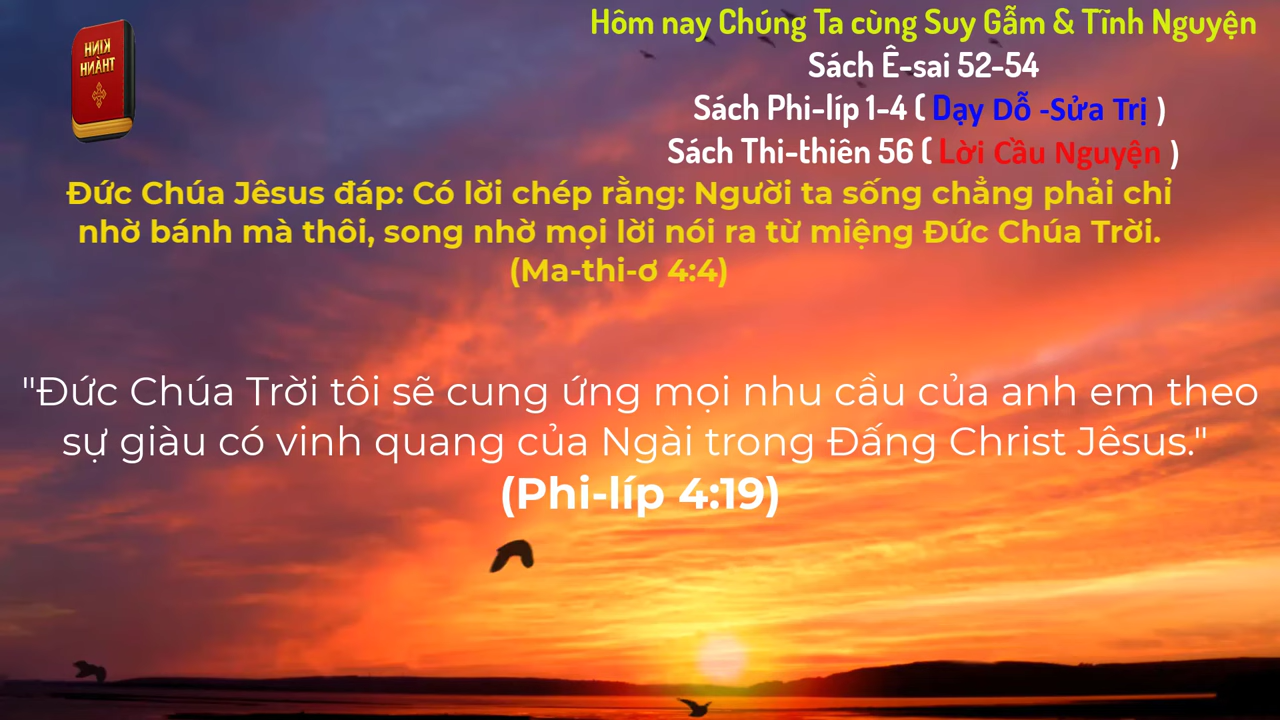 Hôm nay Chúng Ta cùng Suy Gẫm & Tĩnh Nguyện
Sách Ê-sai 52-54
Sách Phi-líp 1-4 ( Dạy Dỗ -Sửa Trị )
Sách Thi-thiên 56 ( Lời Cầu Nguyện )
KINH
THÀNH
Đức Chúa Jêsus đáp: Có lời chép rằng: Người ta sống chẳng phải chỉ
nhờ bánh mà thôi, song nhờ mọi lời nói ra từ miệng Đức Chúa Trời.
(Ma-thi-ơ 4:4)
"Đức Chúa Trời tôi sẽ cung ứng mọi nhu cầu của anh em theo
sự giàu có vinh quang của Ngài trong Đấng Christ Jêsus."
(Phi-líp 4:19)